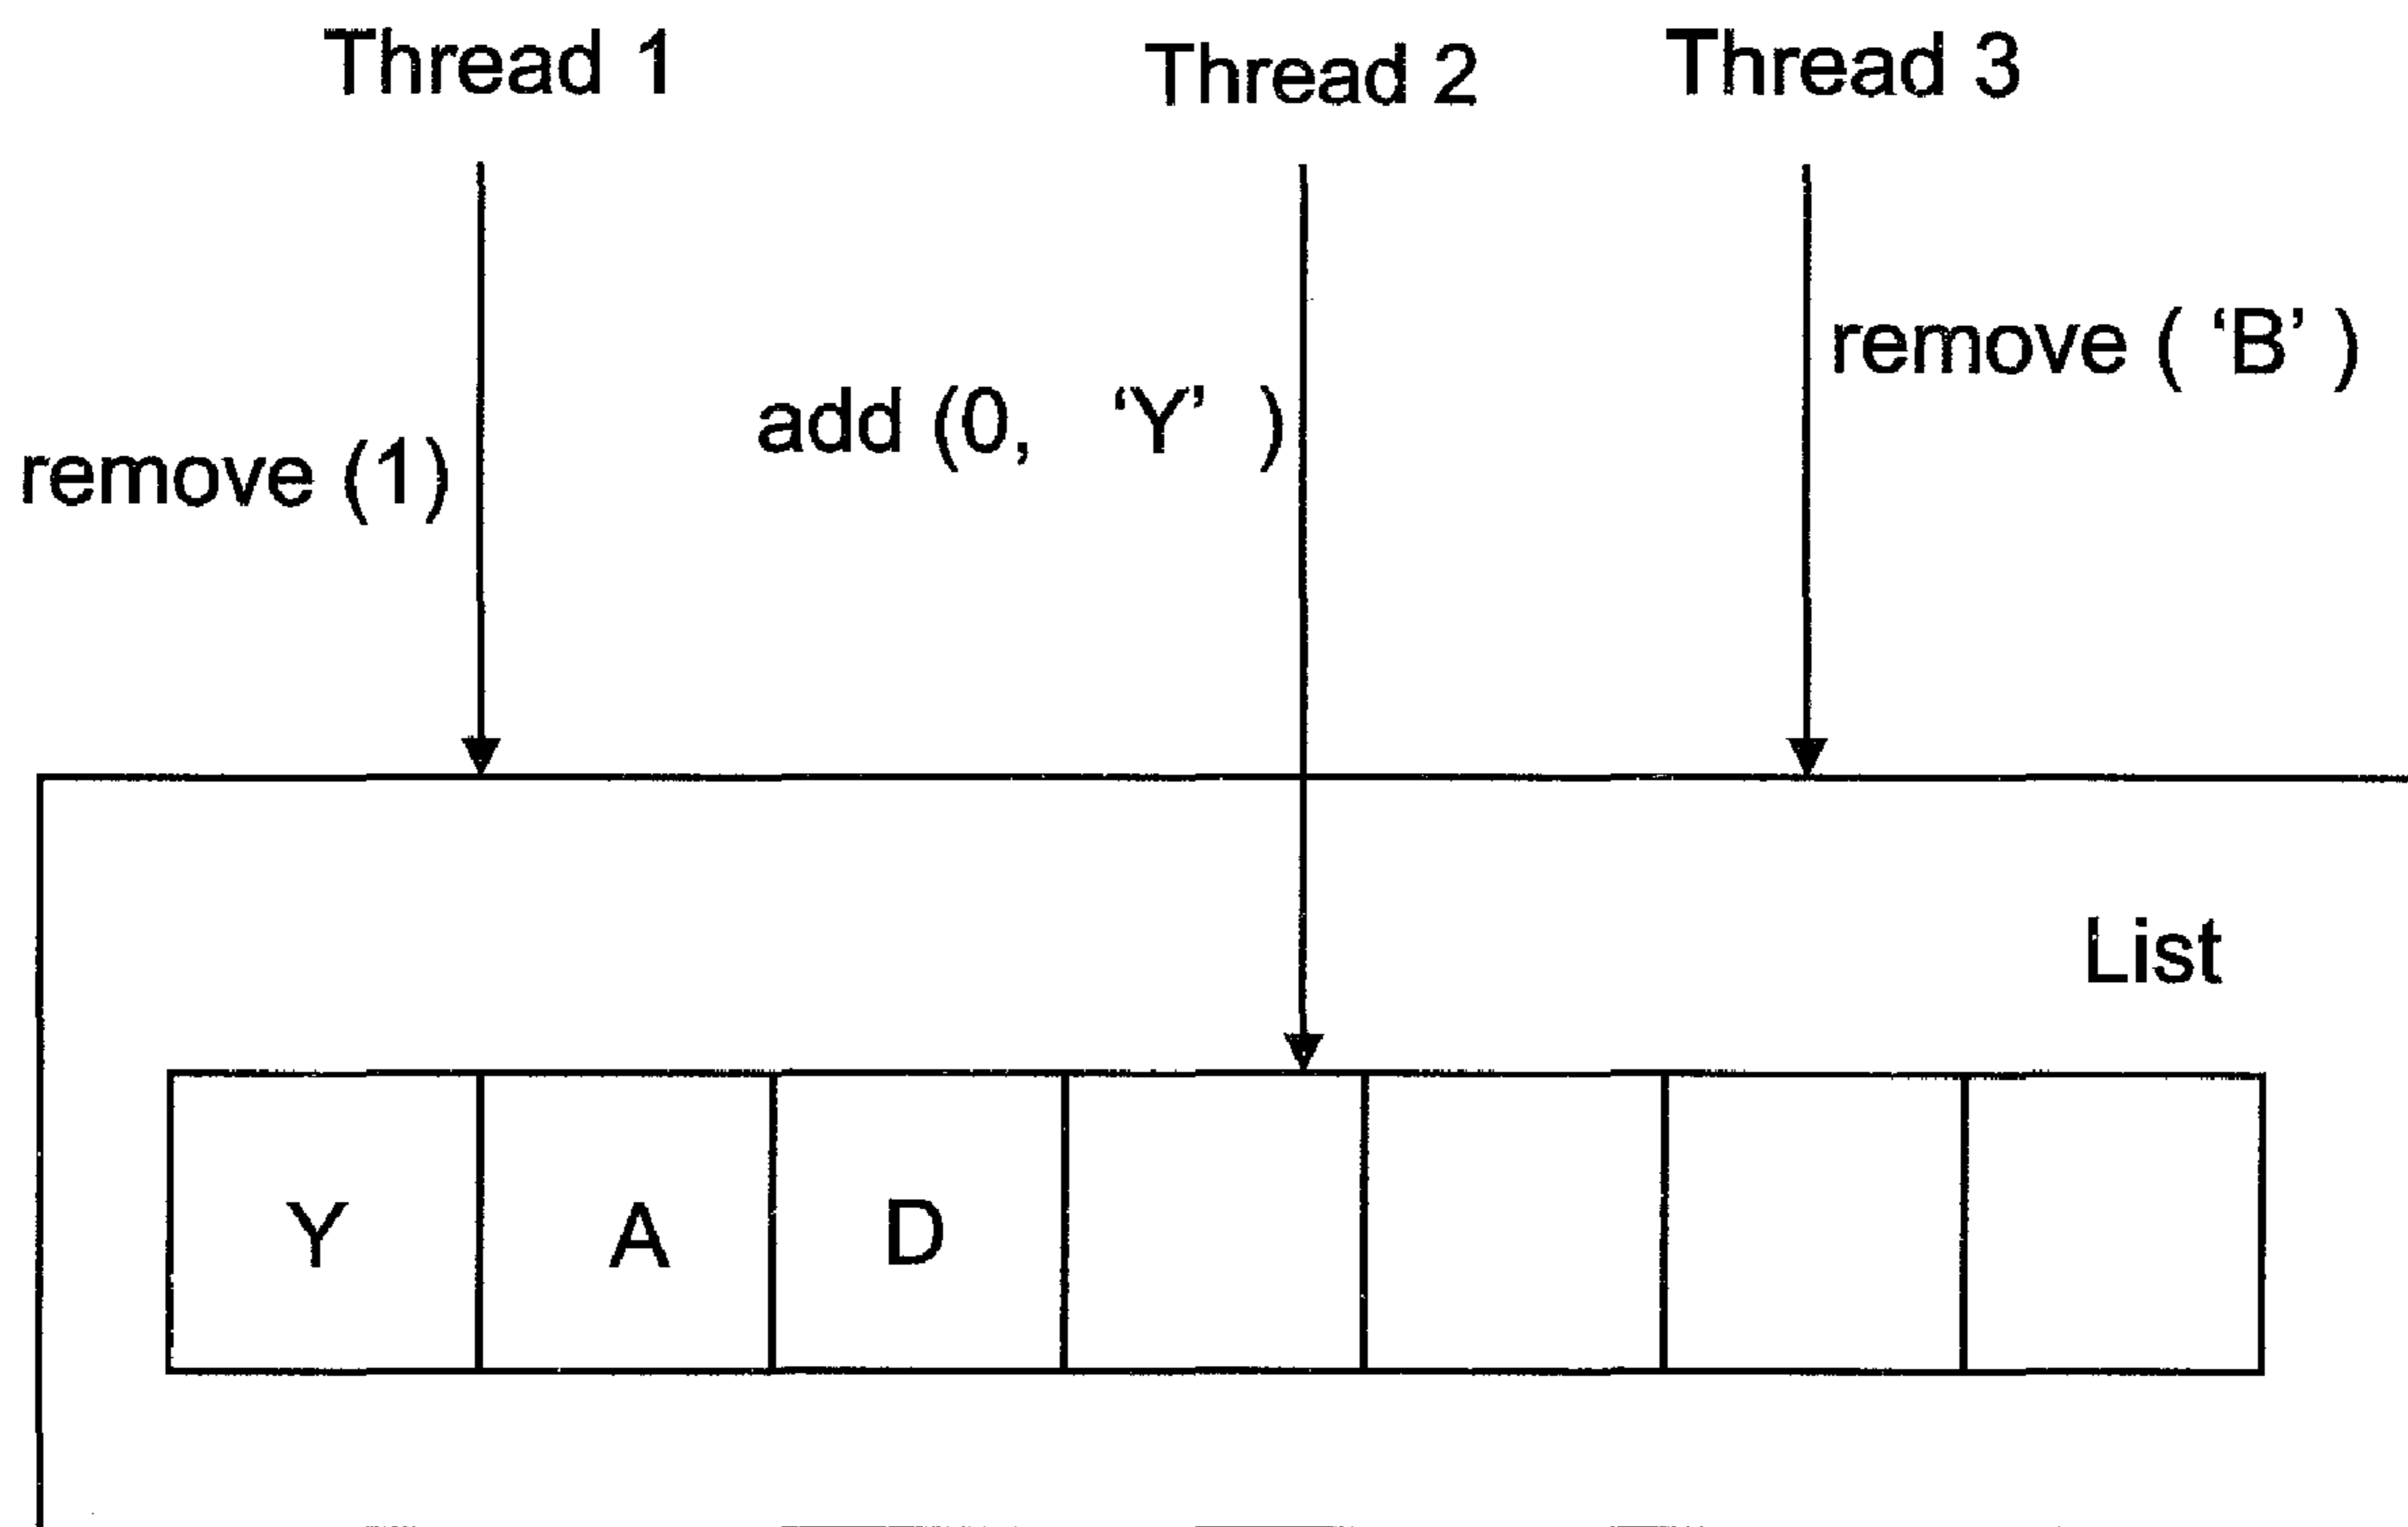 Thread 1
Thread 2
Thread 3
remove ( ‘B’ )
add (0, ‘Y’ )
remove (1)
List
Y A D